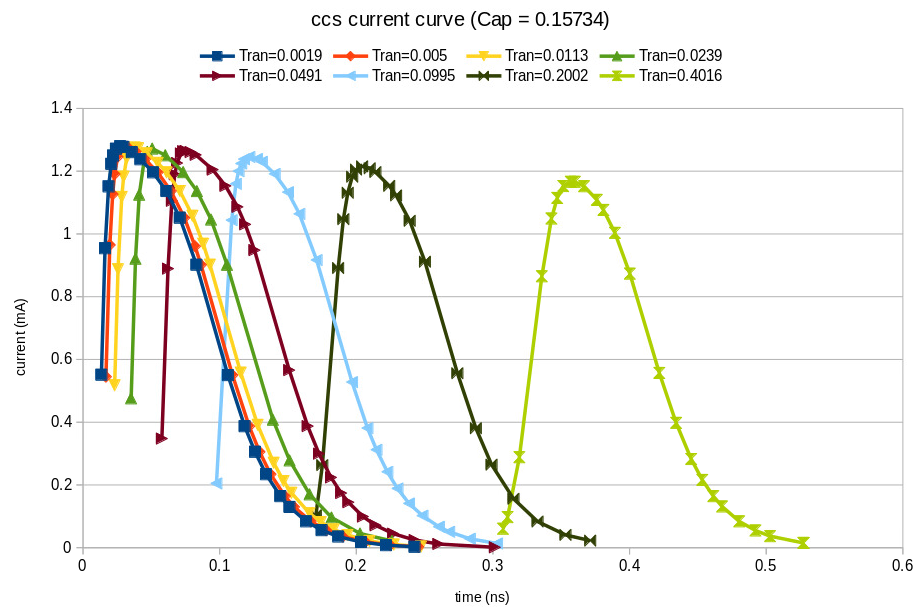 ccs current curve (Cap = 0.15734)
Tran=0.0019 Tran=0.005 Tran=0.0113 Tran=0.0239
Tran=0.0491 Tran=0.0995 Tran=0.2002 Tran=0.4016
1.4
1.2
1
0.8
0.6
0.4
0.2
0
current (mA)
0 0.1 0.2 0.3 0.4 0.5 0.6
time (ns)